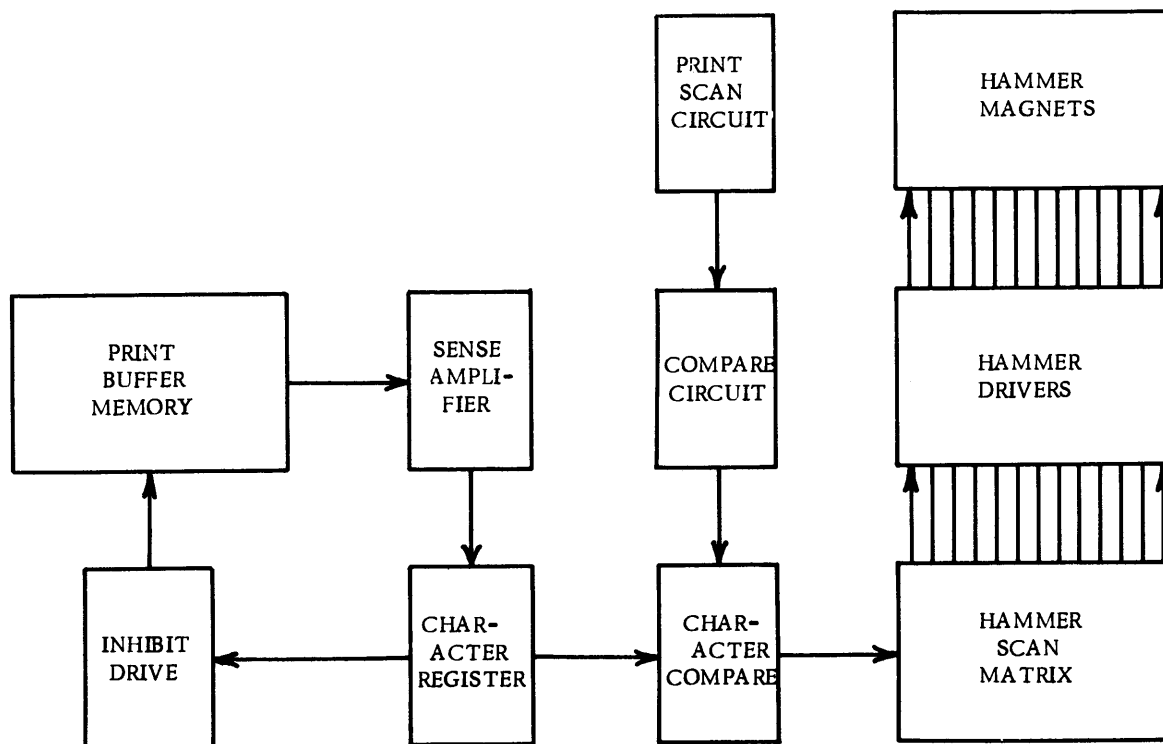 PRINT
SCAN
CIRCUIT
HAMMER
MAGNETS
PRINT
BUFFER
MEMORY
SENSE
AMPLI-
FIER
COMPARE
CIRCUIT
HAMMER
DRIVERS
INHIBIT
DRIVE
CHAR-
ACTER
REGISTER
CHAR-
ACTER
COMPARE
HAMMER
SCAN
MATRIX